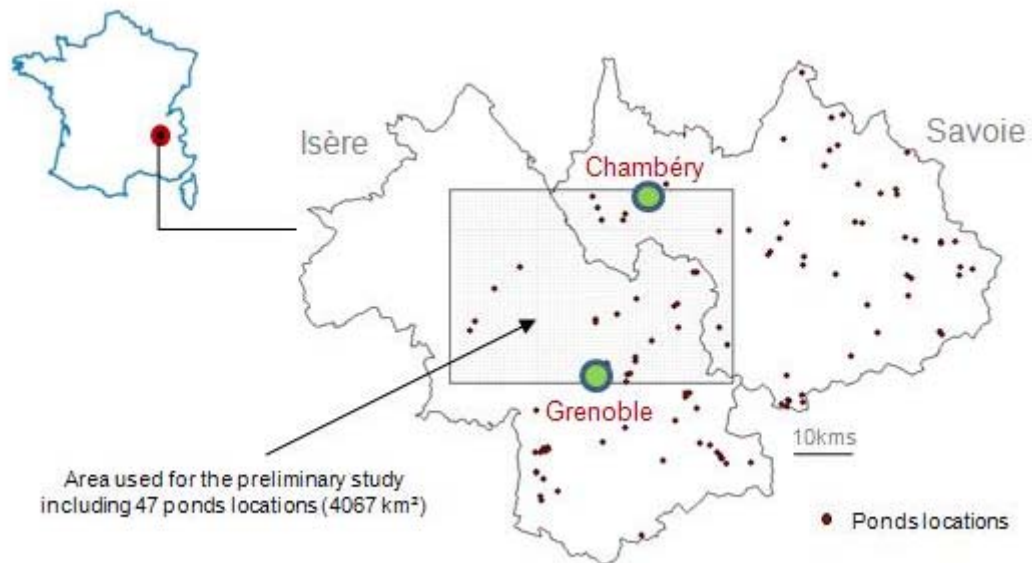 Isère
Savoie
Chambéry
Grenoble
10kms
Area used for the preliminary study
including 47 ponds locations (4067 km²)
Ponds locations